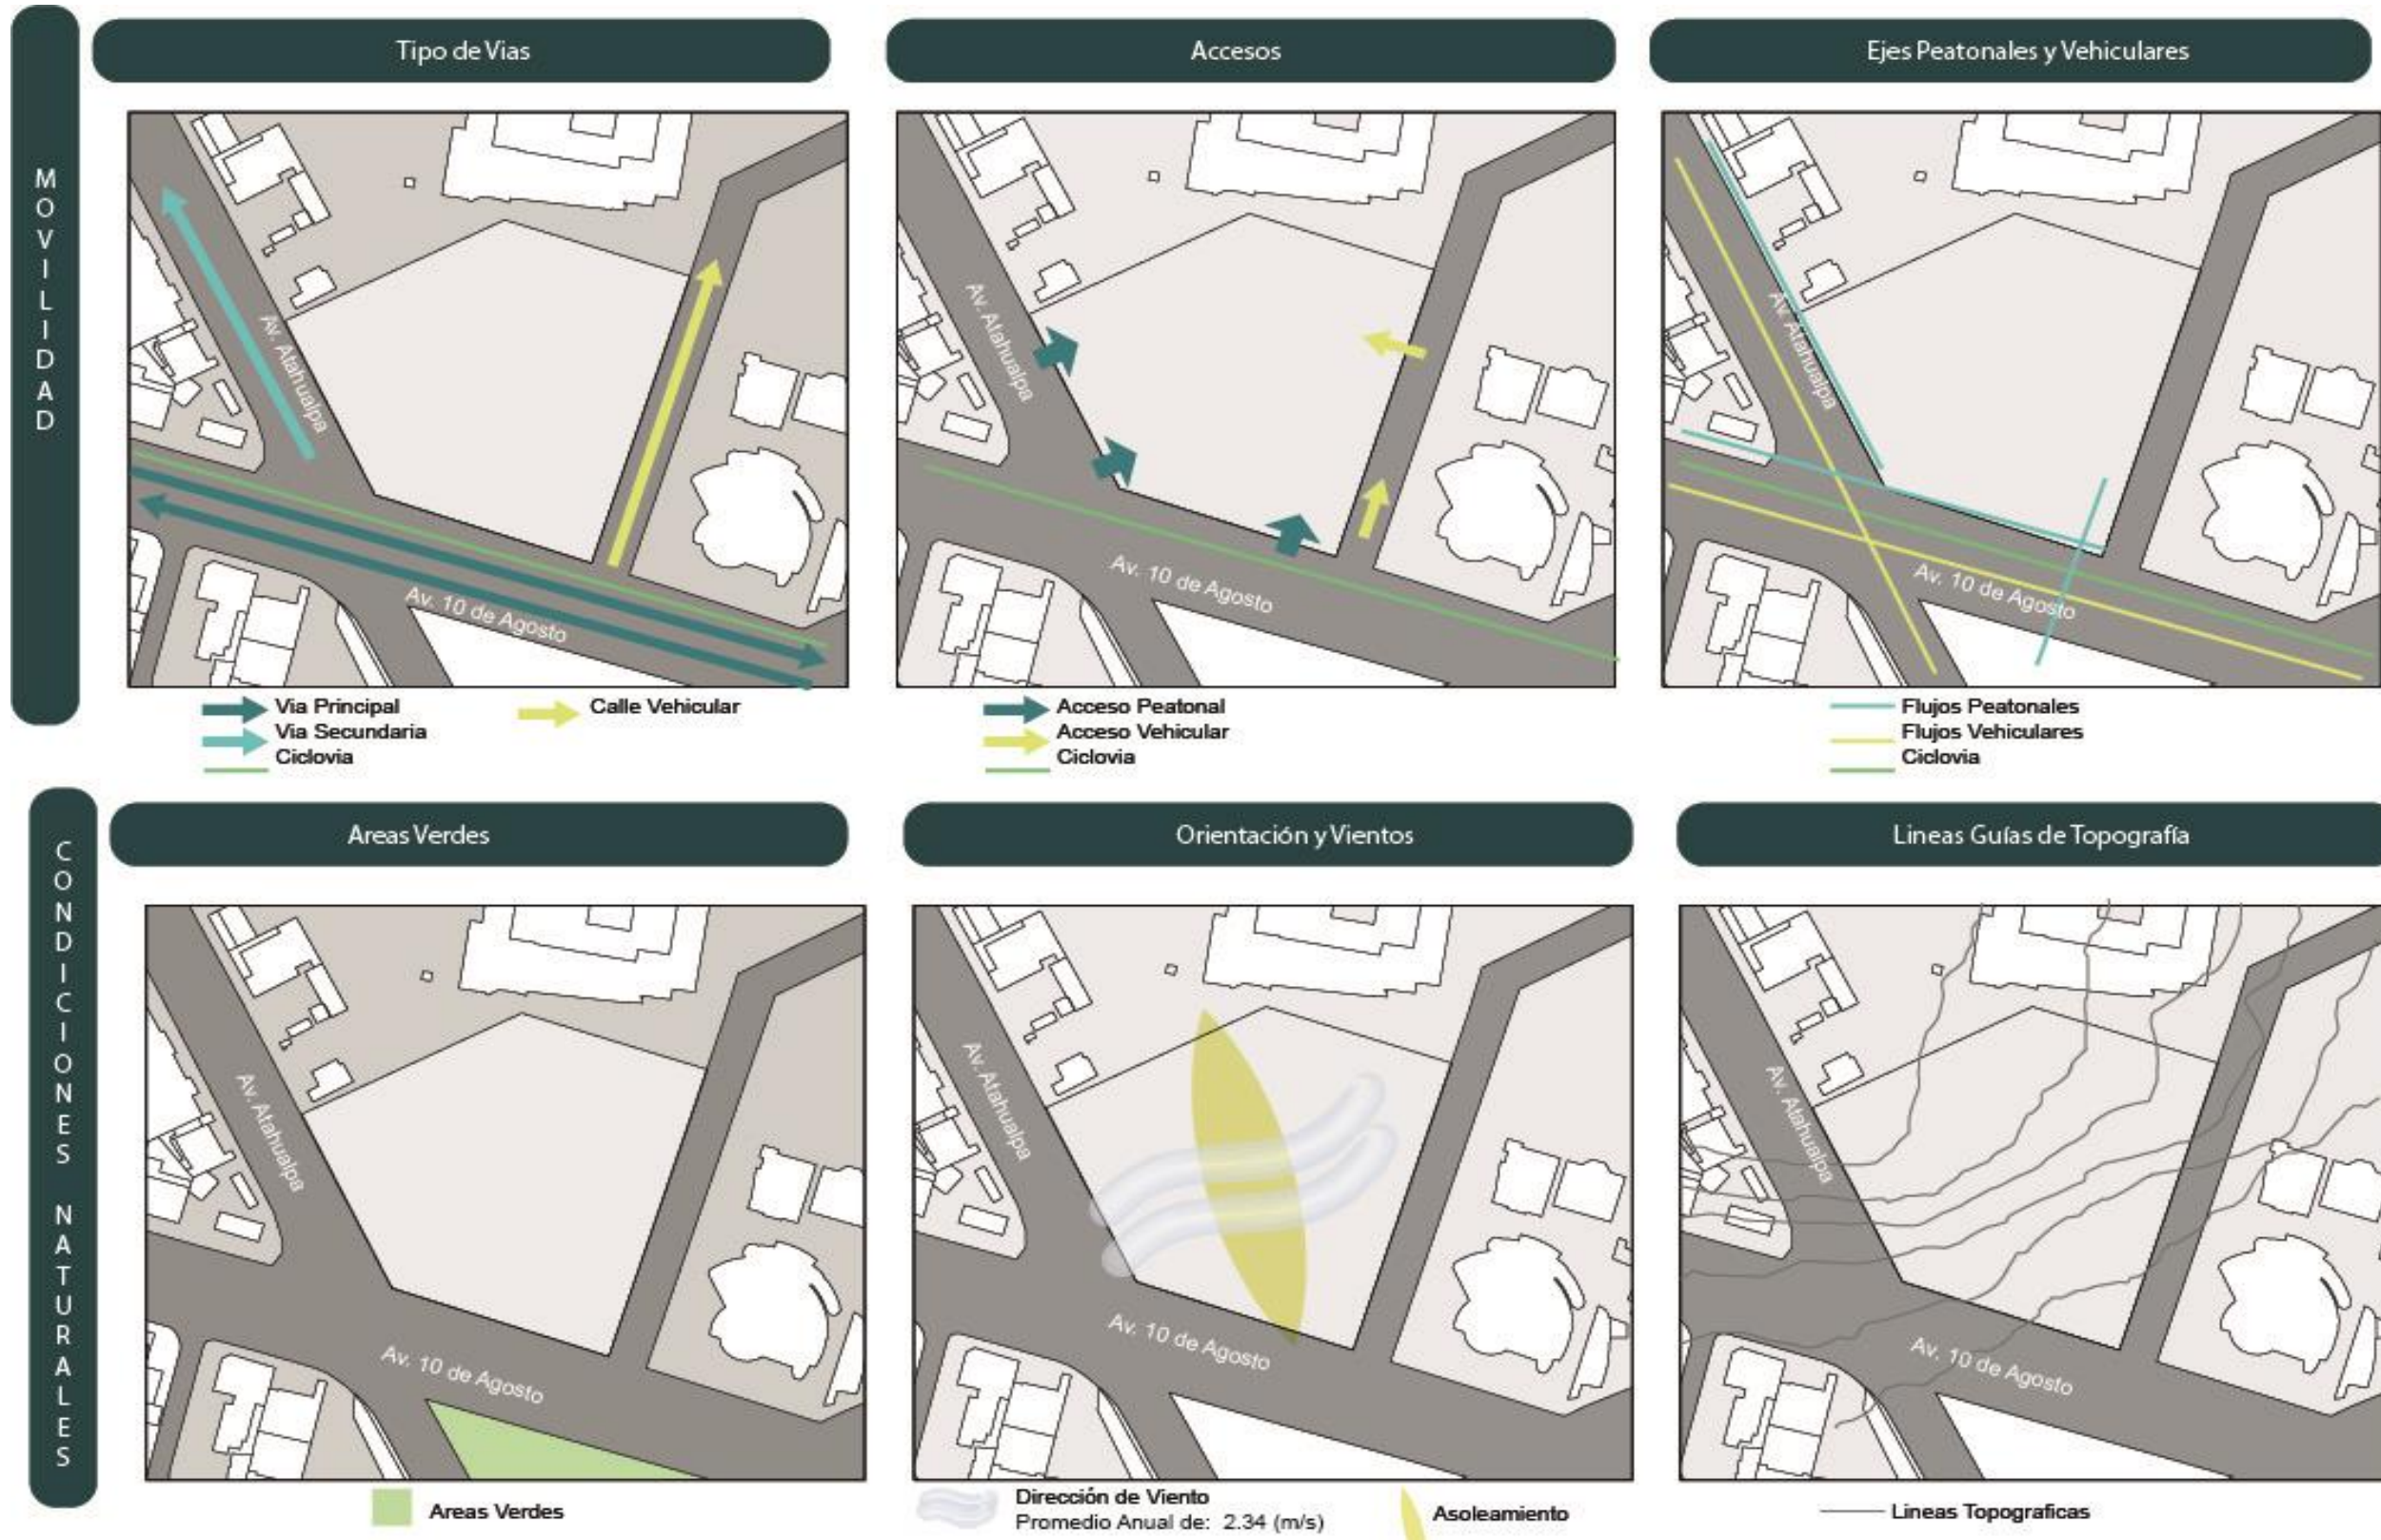 MOVILIDAD
Tipo de Vias
Accesos
Ejes Peatonales y Vehiculares
Av. Atahualpa
Av. 10 de Agosto
Av. Atahualpa
Av. 10 de Agosto
Av. Atahualpa
Av. 10 de Agosto
Via Principal
Via Secundaria
Ciclovia
Calle Vehicular
Acceso Peatonal
Acceso Vehicular
Ciclovia
Flujos Peatonales
Flujos Vehiculares
Ciclovia
CONDICIONES NATURALES
Areas Verdes
Orientación y Vientos
Lineas Guías de Topografía
Av. Atahualpa
Av. 10 de Agosto
Av. Atahualpa
Av. 10 de Agosto
Av. Atahualpa
Av. 10 de Agosto
Areas Verdes
Dirección de Viento
Promedio Anual de: 2.34 (m/s)
Asoleamiento
Lineas Topograficas